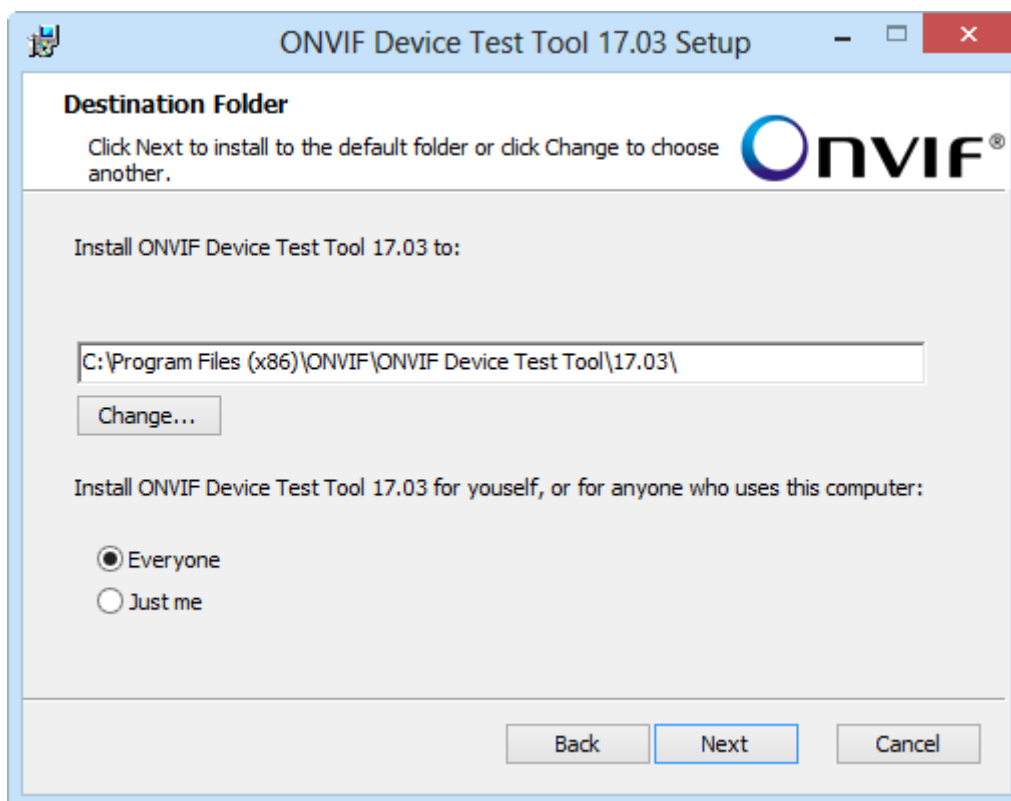 ONVIF Device Test Tool 17.03 Setup
Destination Folder
Click Next to install to the default folder or click Change to choose
another.
ONVIF®
Install ONVIF Device Test Tool 17.03 to:
C:\Program Files (x86)\ONVIF\ONVIF Device Test Tool\17.03\
Change...
Install ONVIF Device Test Tool 17.03 for youself, or for anyone who uses this computer:
Everyone
Just me
Back Next Cancel